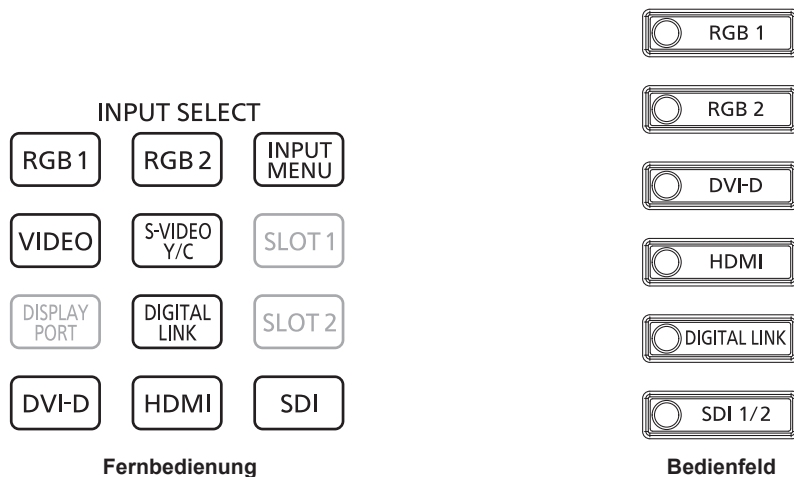 INPUT SELECT
RGB 1
RGB 2
INPUT
MENU
VIDEO
S-VIDEO
Y/C
SLOT 1
DISPLAY
PORT
DIGITAL
LINK
SLOT 2
DVI-D
HDMI
SDI
Fernbedienung
RGB 1
RGB 2
DVI-D
HDMI
DIGITAL LINK
SDI 1/2
Bedienfeld